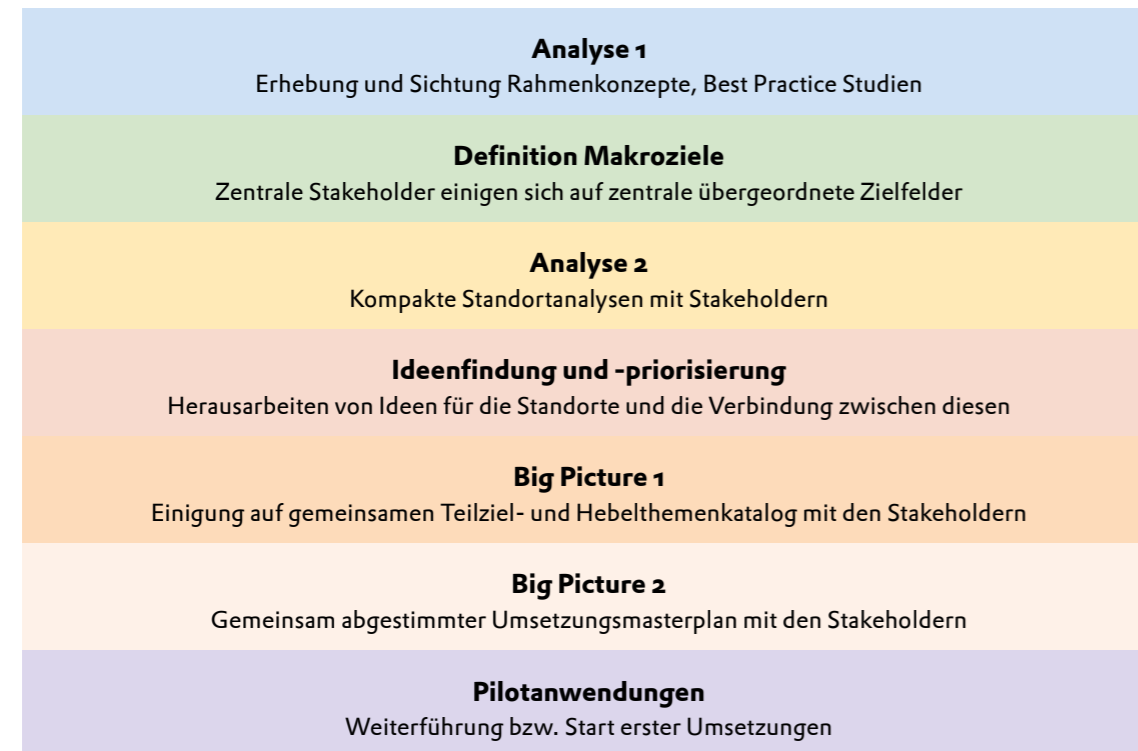 Analyse 1
Erhebung und Sichtung Rahmenkonzepte, Best Practice Studien
Definition Makroziele
Zentrale Stakeholder einigen sich auf zentrale übergeordnete Zielfelder
Analyse 2
Kompakte Standortanalysen mit Stakeholdern
Ideenfindung und -priorisierung
Herausarbeiten von Ideen für die Standorte und die Verbindung zwischen diesen
Big Picture 1
Einigung auf gemeinsamen Teilziel- und Hebelthemenkatalog mit den Stakeholdern
Big Picture 2
Gemeinsam abgestimmter Umsetzungsmasterplan mit den Stakeholdern
Pilotanwendungen
Weiterführung bzw. Start erster Umsetzungen